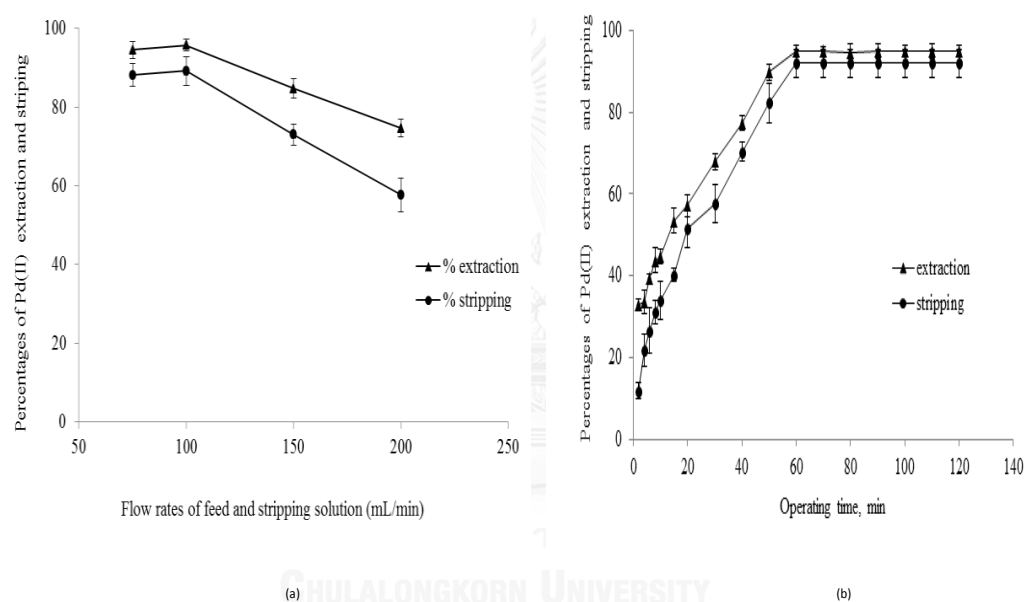 Percentages of Pd(II) extraction and striping
100
80
60
40
20
0
50
100
150
200
250
% extraction
% stripping
Flow rates of feed and stripping solution (mL/min)
(a)
Percentages of Pd(II) extraction and stripping
100
80
60
40
20
0
0
20
40
60
80
100
120
140
extraction
stripping
Operating time, min
(b)
CHULALONGKORN UNIVERSITY